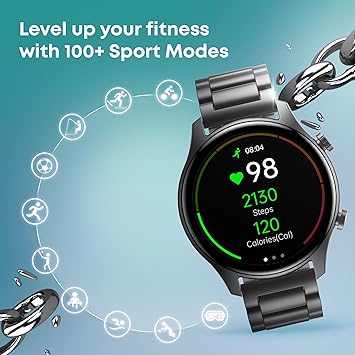 Level up your fitness
with 100+ Sport Modes
08:04
98
2130
Steps
120
Calories(Cal)